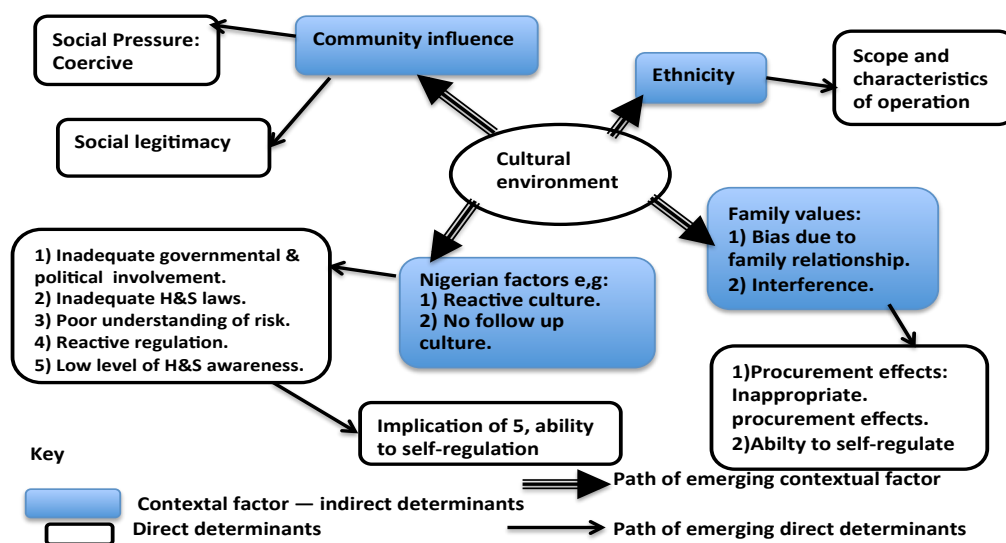 Social Pressure:
Coercive
Community influence
Ethnicity
Scope and
characteristics
of operation
Social legitimacy
Cultural
environment
Family values:
1) Bias due to
family relationship.
2) Interference.
1) Inadequate governmental &
political involvement.
2) Inadequate H&S laws.
3) Poor understanding of risk.
4) Reactive regulation.
5) Low level of H&S awareness.
Nigerian factors e,g:
1) Reactive culture.
2) No follow up
culture.
1)Procurement effects:
Inappropriate.
procurement effects.
2)Abilty to self-regulate
Implication of 5, ability
to self-regulation
Key
Contextal factor — indirect determinants
Direct determinants
Path of emerging contextual factor
Path of emerging direct determinants